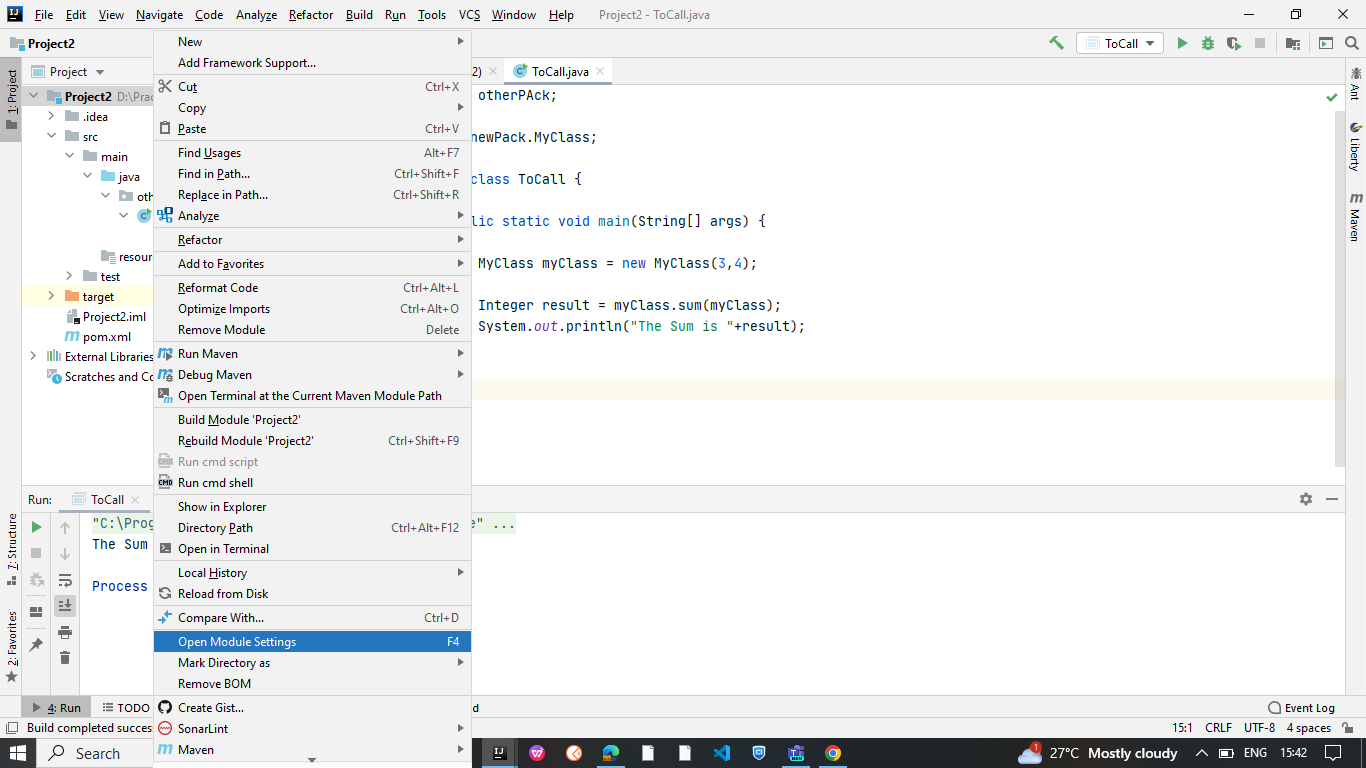 File Edit View Navigate Code Analyze Refactor Build Run Tools VCS Window Help Project2 - ToCall.java
Project2
ToCall
Project
2)
ToCall.java
1: Project
Project2 D:\Prac
.idea
src
main
java
oth
resour
test
target
Project2.iml
pom.xml
External Libraries
Scratches and Co
Z: Structure
2: Favorites
New
Add Framework Support...
Cut Ctrl+X
Copy
Paste Ctrl+V
Find Usages Alt+F7
Find in Path... Ctrl+Shift+F
Replace in Path... Ctrl+Shift+R
Analyze
Refactor
Add to Favorites
Reformat Code Ctrl+Alt+L
Optimize Imports Ctrl+Alt+O
Remove Module Delete
Run Maven
Debug Maven
Open Terminal at the Current Maven Module Path
Build Module 'Project2'
Rebuild Module 'Project2' Ctrl+Shift+F9
Run cmd script
Run cmd shell
Show in Explorer
Directory Path Ctrl+Alt+F12
Open in Terminal
Local History
Reload from Disk
Compare With... Ctrl+D
Open Module Settings F4
Mark Directory as
Remove BOM
Create Gist...
SonarLint
Maven
otherPAck;
newPack.MyClass;
class ToCall {
lic static void main(String[] args) {
MyClass myClass = new MyClass(3,4);
Integer result = myClass.sum(myClass);
System.out.println("The Sum is "+result);
Ant
Liberty
Maven
Run: ToCall
"C:\Prog
e" ...
The Sum
Process
4: Run TODO
d
Event Log
Build completed succes
15:1 CRLF UTF-8 4 spaces
Search
1
27°C Mostly cloudy ENG 15:42